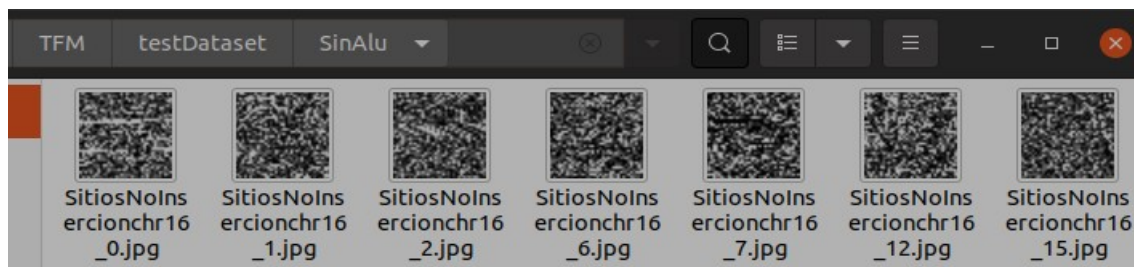 TFM testDataset SinAlu
SitiosNoIns SitiosNoIns SitiosNoIns SitiosNoIns SitiosNoIns SitiosNoIns SitiosNoIns
ercionchr16 ercionchr16 ercionchr16 ercionchr16 ercionchr16 ercionchr16 ercionchr16
_0.jpg _1.jpg _2.jpg _6.jpg _7.jpg _12.jpg _15.jpg